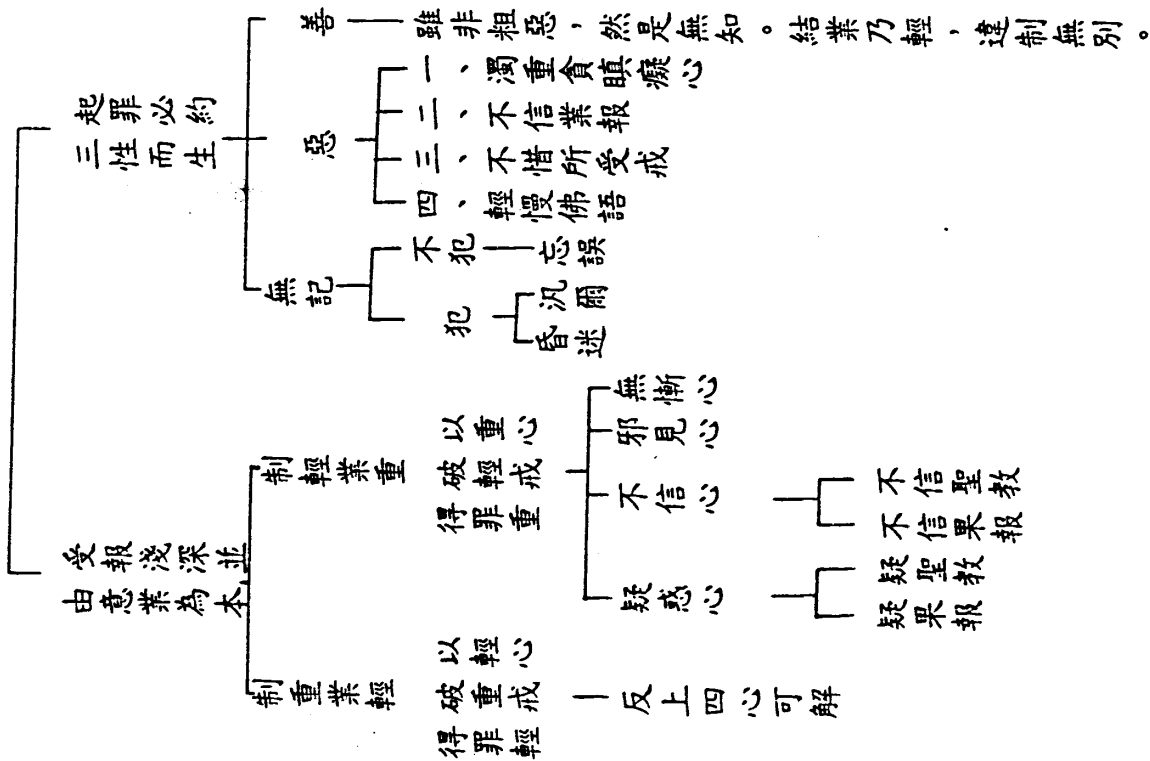 起罪必約
三性而生
善
雖非粗惡，然是無知。結業乃輕，違制無別。
惡
一、濁重貪瞋癡心
二、不信業報
三、不惜所受戒
四、輕慢佛語
無記
不犯
忘誤
犯
汎爾
昏迷
受報淺深並
由意業為本
制輕業重
以重心
破輕戒
得罪重
無慚心
邪見心
不信心
不信聖教
不信果報
疑惑心
疑聖教
疑果報
制重業輕
以輕心
破重戒
得罪輕
反上四心可解